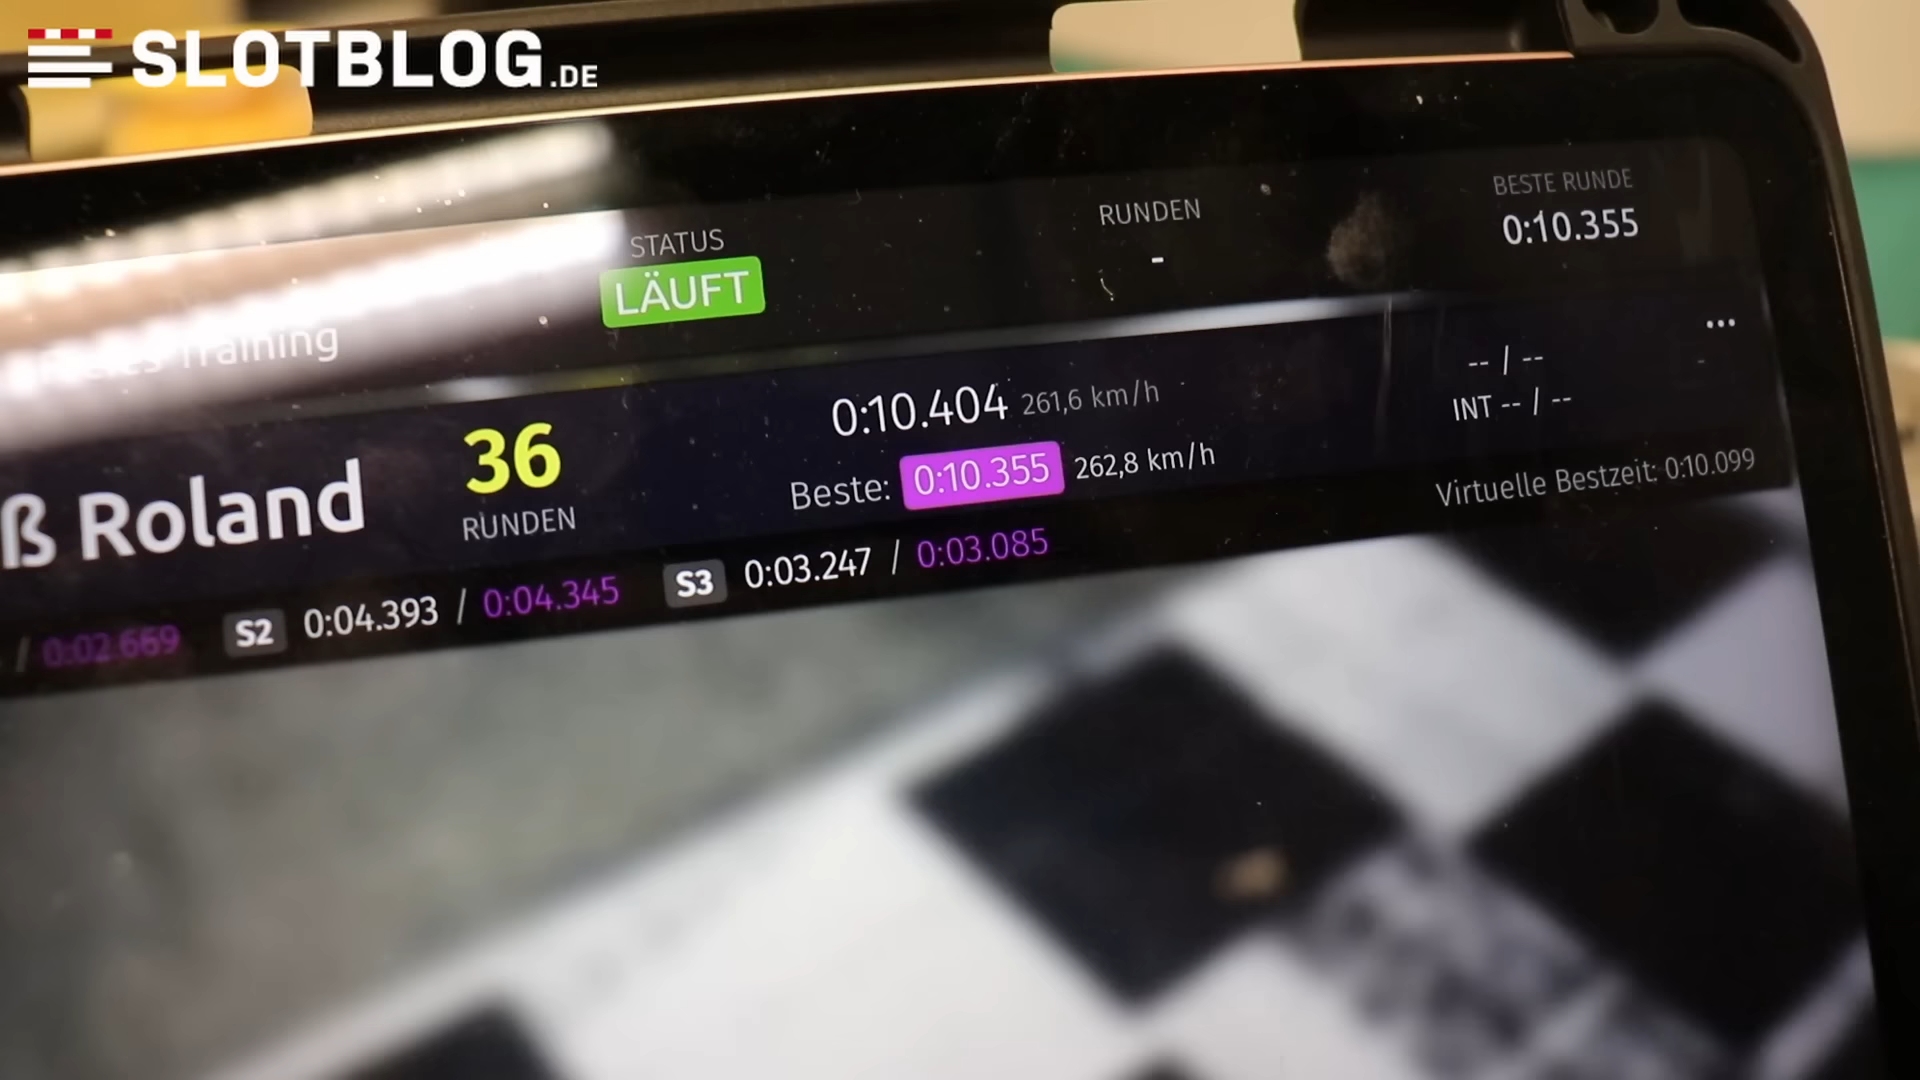 SLOTBLOG.DE
STATUS
LÄUFT
RUNDEN
-
BESTE RUNDE
0:10.355
Training
ß Roland
36
RUNDEN
0:10.404 261,6 km/h
Beste: 0:10.355 262,8 km/h
...
-- / -- -
INT -- / --
Virtuelle Bestzeit: 0:10.099
/ 0:02.669 S2 0:04.393 / 0:04.345 S3 0:03.247 / 0:03.085